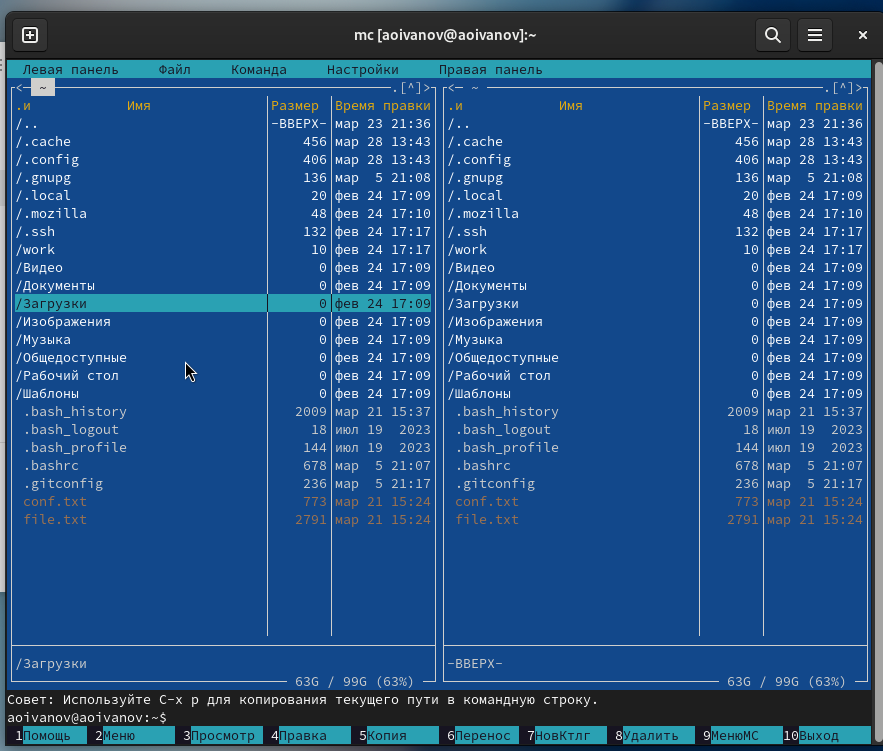 mc [aoivanov@aoivanov]:~
Левая панель Файл Команда Настройки Правая панель
<─ ~ .[^]> <─ ~ .[^]>
.и Имя Размер Время правки .и Имя Размер Время правки
/.. -ВВЕРХ- мар 23 21:36 /.. -ВВЕРХ- мар 23 21:36
/.cache 456 мар 28 13:43 /.cache 456 мар 28 13:43
/.config 406 мар 28 13:43 /.config 406 мар 28 13:43
/.gnupg 136 мар 5 21:08 /.gnupg 136 мар 5 21:08
/.local 20 фев 24 17:09 /.local 20 фев 24 17:09
/.mozilla 48 фев 24 17:10 /.mozilla 48 фев 24 17:10
/.ssh 132 фев 24 17:17 /.ssh 132 фев 24 17:17
/work 10 фев 24 17:17 /work 10 фев 24 17:17
/Видео 0 фев 24 17:09 /Видео 0 фев 24 17:09
/Документы 0 фев 24 17:09 /Документы 0 фев 24 17:09
/Загрузки 0 фев 24 17:09 /Загрузки 0 фев 24 17:09
/Изображения 0 фев 24 17:09 /Изображения 0 фев 24 17:09
/Музыка 0 фев 24 17:09 /Музыка 0 фев 24 17:09
/Общедоступные 0 фев 24 17:09 /Общедоступные 0 фев 24 17:09
/Рабочий стол 0 фев 24 17:09 /Рабочий стол 0 фев 24 17:09
/Шаблоны 0 фев 24 17:09 /Шаблоны 0 фев 24 17:09
.bash_history 2009 мар 21 15:37 .bash_history 2009 мар 21 15:37
.bash_logout 18 июл 19 2023 .bash_logout 18 июл 19 2023
.bash_profile 144 июл 19 2023 .bash_profile 144 июл 19 2023
.bashrc 678 мар 5 21:07 .bashrc 678 мар 5 21:07
.gitconfig 236 мар 5 21:17 .gitconfig 236 мар 5 21:17
conf.txt 773 мар 21 15:24 conf.txt 773 мар 21 15:24
file.txt 2791 мар 21 15:24 file.txt 2791 мар 21 15:24
/Загрузки -ВВЕРХ-
63G / 99G (63%) 63G / 99G (63%)
Совет: Используйте C-x p для копирования текущего пути в командную строку.
aoivanov@aoivanov:~$
1Помощь 2Меню 3Просмотр 4Правка 5Копия 6Перенос 7НовКтлг 8Удалить 9МенюMC 10Выход